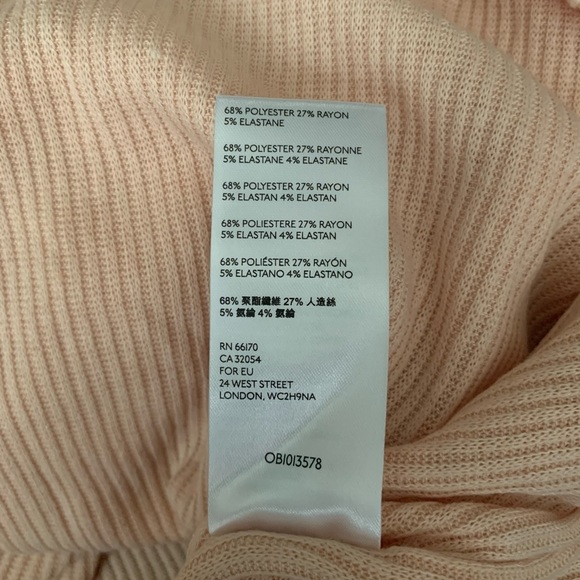 68% POLYESTER 27% RAYON
5% ELASTANE
68% POLYESTER 27% RAYONNE
5% ELASTANE 4% ELASTANE
68% POLYESTER 27% RAYON
5% ELASTAN 4% ELASTAN
68% POLIESTERE 27% RAYON
5% ELASTAN 4% ELASTAN
68% POLIÉSTER 27% RAYÓN
5% ELASTANO 4% ELASTANO
68% 聚酯纖維 27% 人造絲
5% 氨綸 4% 氨綸
RN 66170
CA 32054
FOR EU
24 WEST STREET
LONDON, WC2H9NA
OB1013578